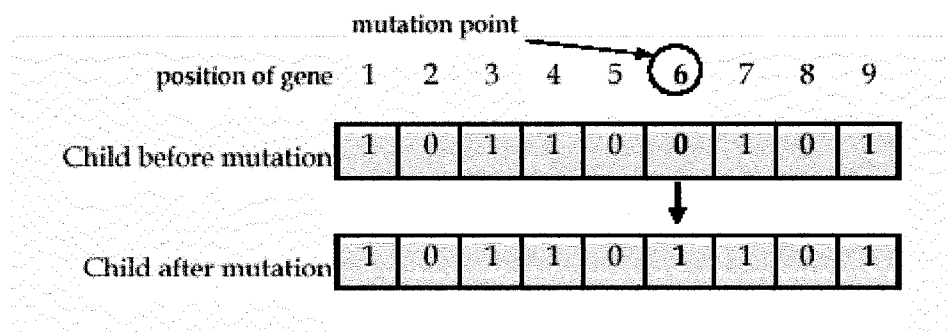 mutation point
position of gene 1 2 3 4 5 6 7 8 9
Child before mutation 1 0 1 1 0 0 1 0 1
Child after mutation 1 0 1 1 0 1 1 0 1